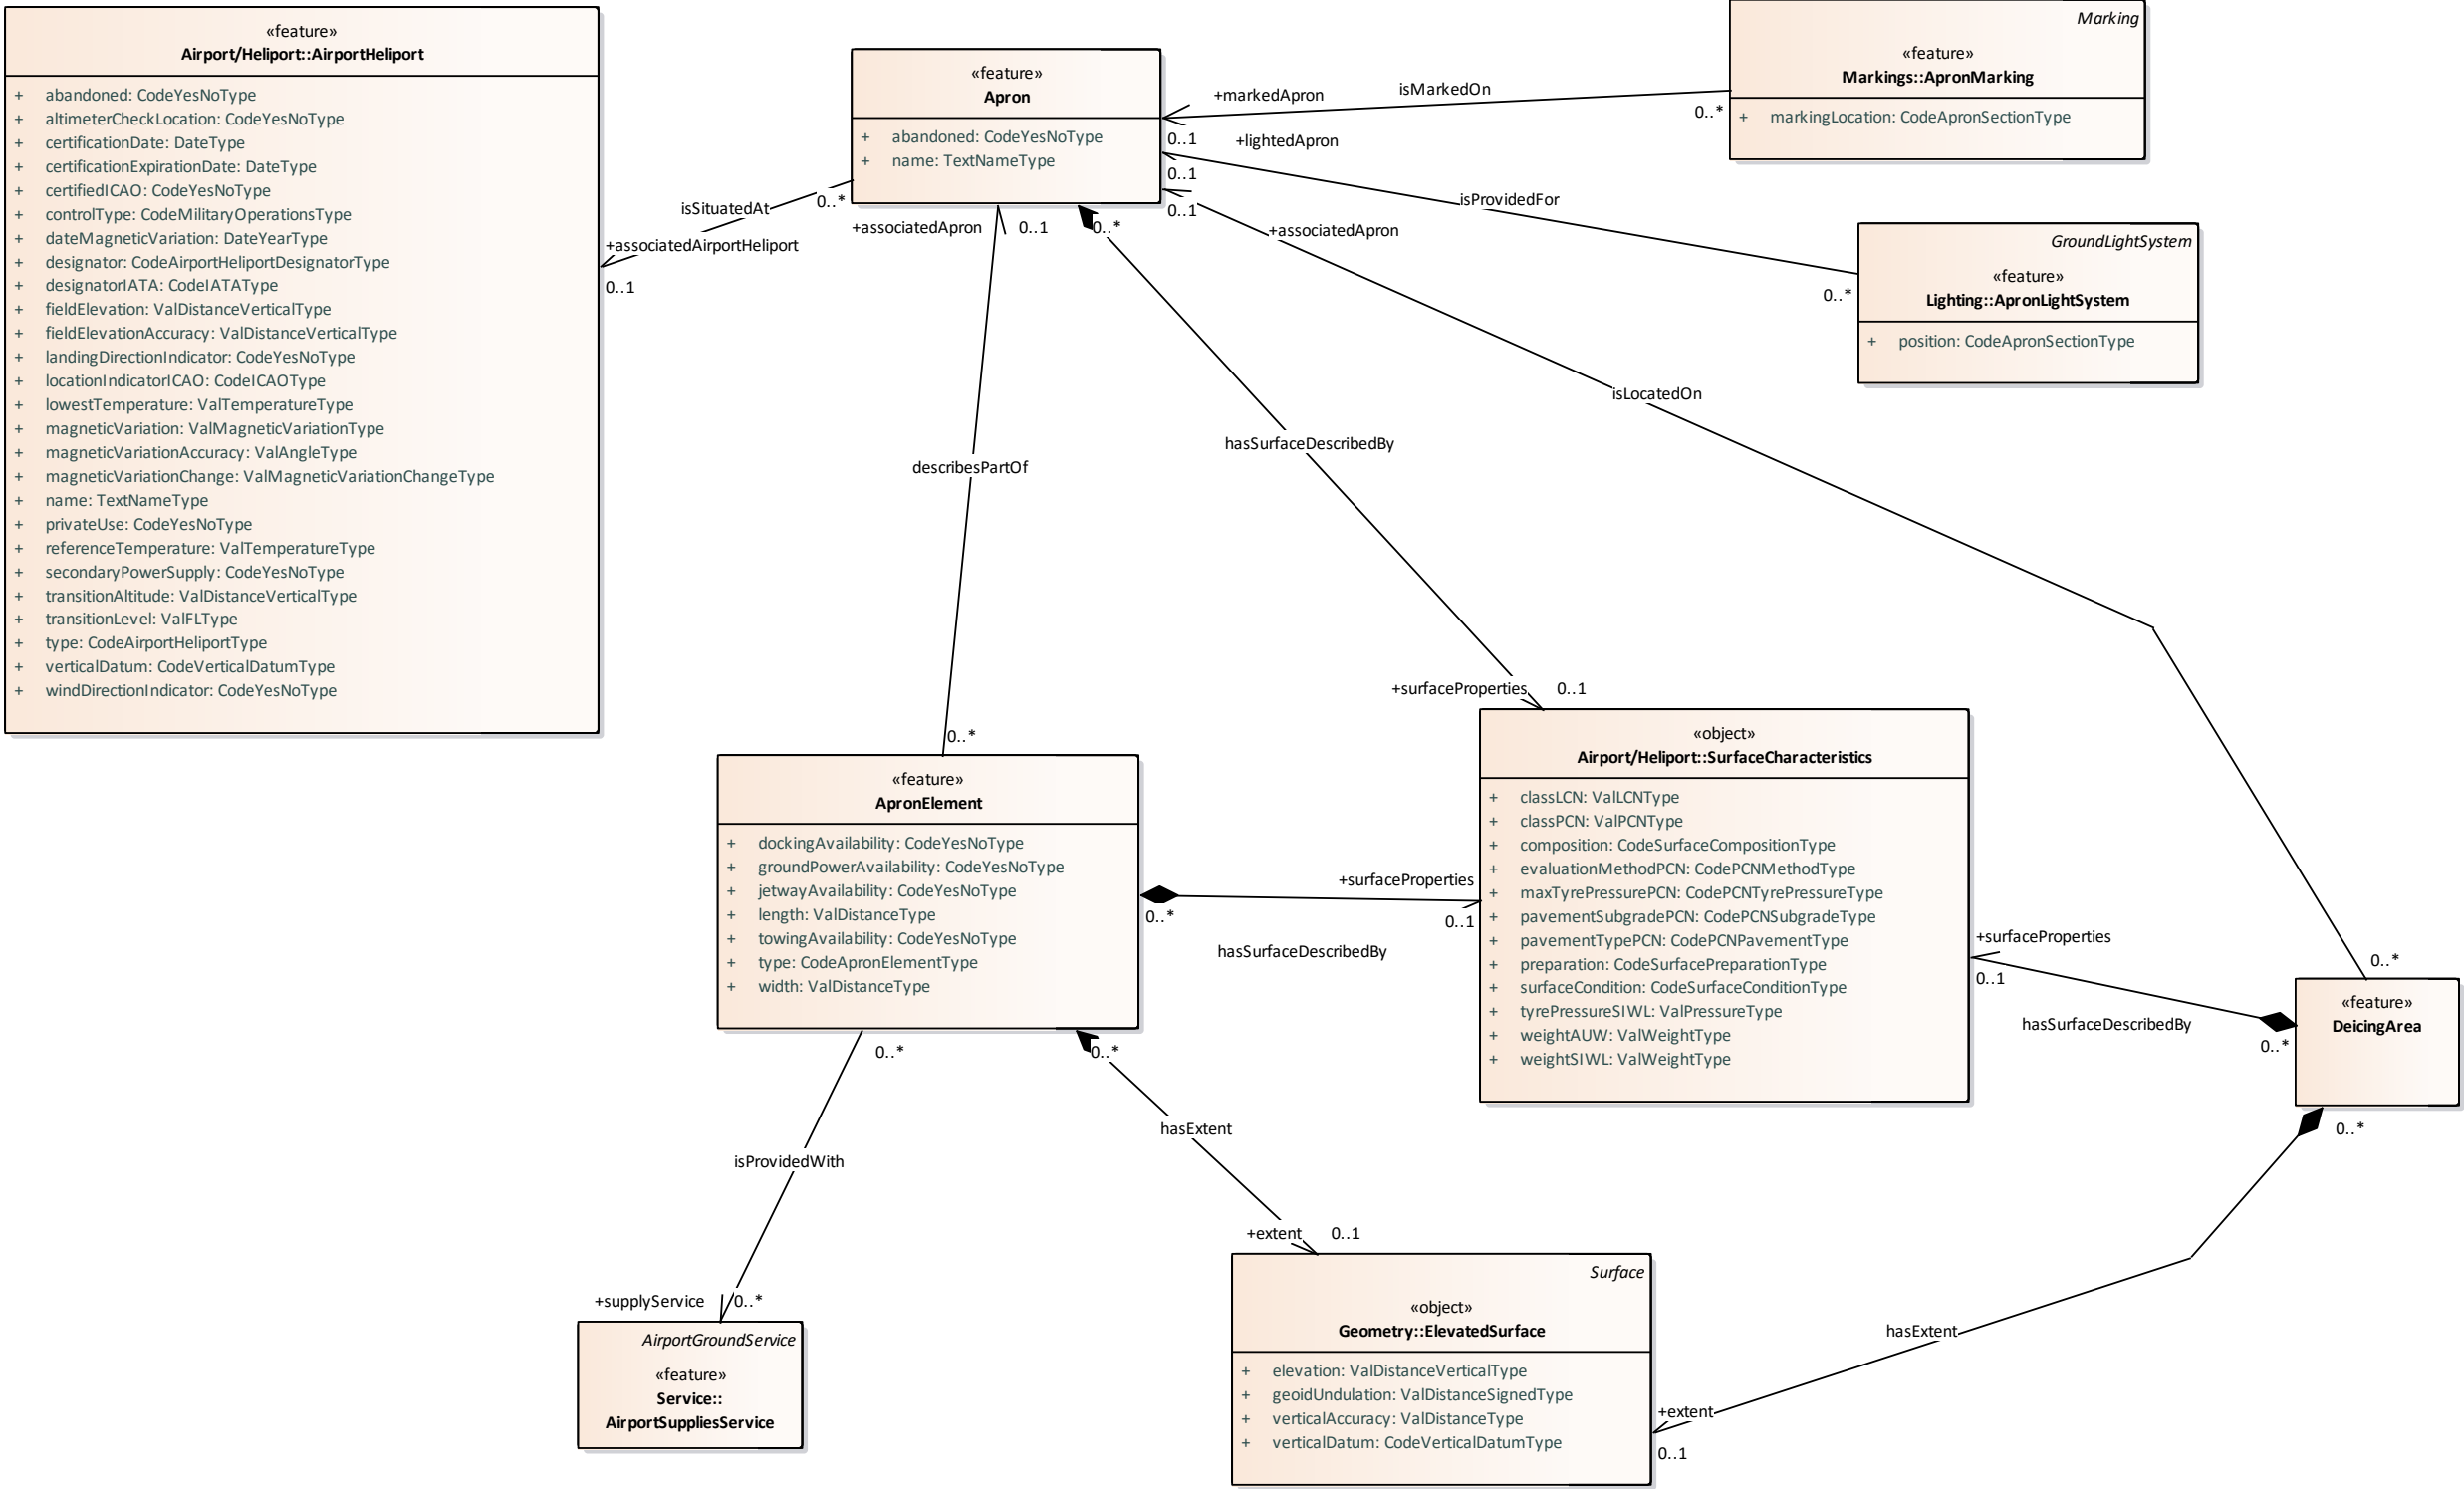 «feature»
Airport/Heliport::AirportHeliport
+ abandoned: CodeYesNoType
+ altimeterCheckLocation: CodeYesNoType
+ certificationDate: DateType
+ certificationExpirationDate: DateType
+ certifiedICAO: CodeYesNoType
+ controlType: CodeMilitaryOperationsType
+ dateMagneticVariation: DateYearType
+ designator: CodeAirportHeliportDesignatorType
+ designatorIATA: CodeIATAType
+ fieldElevation: ValDistanceVerticalType
+ fieldElevationAccuracy: ValDistanceVerticalType
+ landingDirectionIndicator: CodeYesNoType
+ locationIndicatorICAO: CodeICAOType
+ lowestTemperature: ValTemperatureType
+ magneticVariation: ValMagneticVariationType
+ magneticVariationAccuracy: ValAngleType
+ magneticVariationChange: ValMagneticVariationChangeType
+ name: TextNameType
+ privateUse: CodeYesNoType
+ referenceTemperature: ValTemperatureType
+ secondaryPowerSupply: CodeYesNoType
+ transitionAltitude: ValDistanceVerticalType
+ transitionLevel: ValFLType
+ type: CodeAirportHeliportType
+ verticalDatum: CodeVerticalDatumType
+ windDirectionIndicator: CodeYesNoType
«feature»
Apron
+ abandoned: CodeYesNoType
+ name: TextNameType
Marking
«feature»
Markings::ApronMarking
+ markingLocation: CodeApronSectionType
+markedApron
isMarkedOn
0..*
0..1
+lightedApron
0..1
isProvidedFor
0..*
0..1
+associatedApron
isLocatedOn
0..*
isSituatedAt
0..*
+associatedAirportHeliport
0..1
+associatedApron
0..1
0..*
GroundLightSystem
«feature»
Lighting::ApronLightSystem
+ position: CodeApronSectionType
hasSurfaceDescribedBy
describesPartOf
+surfaceProperties
0..1
0..*
«feature»
ApronElement
+ dockingAvailability: CodeYesNoType
+ groundPowerAvailability: CodeYesNoType
+ jetwayAvailability: CodeYesNoType
+ length: ValDistanceType
+ towingAvailability: CodeYesNoType
+ type: CodeApronElementType
+ width: ValDistanceType
«object»
Airport/Heliport::SurfaceCharacteristics
+ classLCN: ValLCNType
+ classPCN: ValPCNType
+ composition: CodeSurfaceCompositionType
+ evaluationMethodPCN: CodePCNMethodType
+ maxTyrePressurePCN: CodePCNTyrePressureType
+ pavementSubgradePCN: CodePCNSubgradeType
+ pavementTypePCN: CodePCNPavementType
+ preparation: CodeSurfacePreparationType
+ surfaceCondition: CodeSurfaceConditionType
+ tyrePressureSIWL: ValPressureType
+ weightAUW: ValWeightType
+ weightSIWL: ValWeightType
+surfaceProperties
0..*
0..1
hasSurfaceDescribedBy
+surfaceProperties
0..1
hasSurfaceDescribedBy
0..*
«feature»
DeicingArea
0..*
0..*
0..*
hasExtent
isProvidedWith
+extent
0..1
+supplyService
0..*
AirportGroundService
«feature»
Service::
AirportSuppliesService
Surface
«object»
Geometry::ElevatedSurface
+ elevation: ValDistanceVerticalType
+ geoidUndulation: ValDistanceSignedType
+ verticalAccuracy: ValDistanceType
+ verticalDatum: CodeVerticalDatumType
hasExtent
+extent
0..1